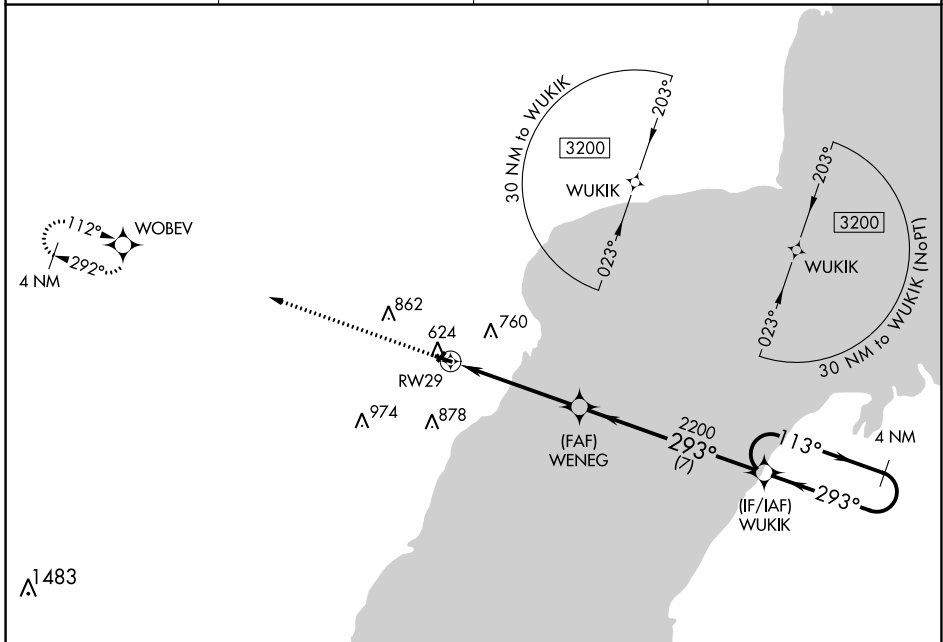 30 NM to WUKIK
203°
3200
WUKIK
023°
203°
3200
WUKIK
30 NM to WUKIK (NoPT)
023°
112°
WOBEV
292°
4 NM
862
624
760
RW29
974
878
(FAF)
WENEG
2200
293°
(7)
113°
4 NM
293°
(IF/IAF)
WUKIK
1483